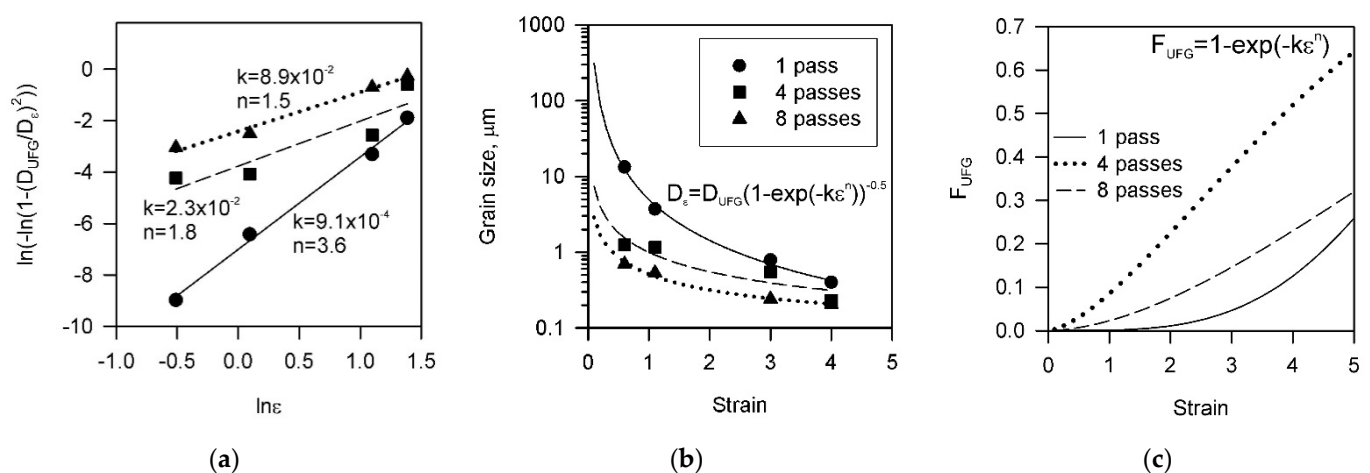 ln(-ln(1-(D_UFG/D_ε)²))
0
-2
-4
-6
-8
-10
k=8.9x10⁻²
n=1.5
k=2.3x10⁻²
n=1.8
k=9.1x10⁻⁴
n=3.6
-1.0 -0.5 0.0 0.5 1.0 1.5
lnε
(a)
Grain size, μm
1000
100
10
1
0.1
1 pass
4 passes
8 passes
D_ε=D_UFG(1-exp(-kεⁿ))⁻⁰·⁵
0 1 2 3 4 5
Strain
(b)
F_UFG
0.7
0.6
0.5
0.4
0.3
0.2
0.1
0.0
F_UFG=1-exp(-kεⁿ)
1 pass
4 passes
8 passes
0 1 2 3 4 5
Strain
(c)